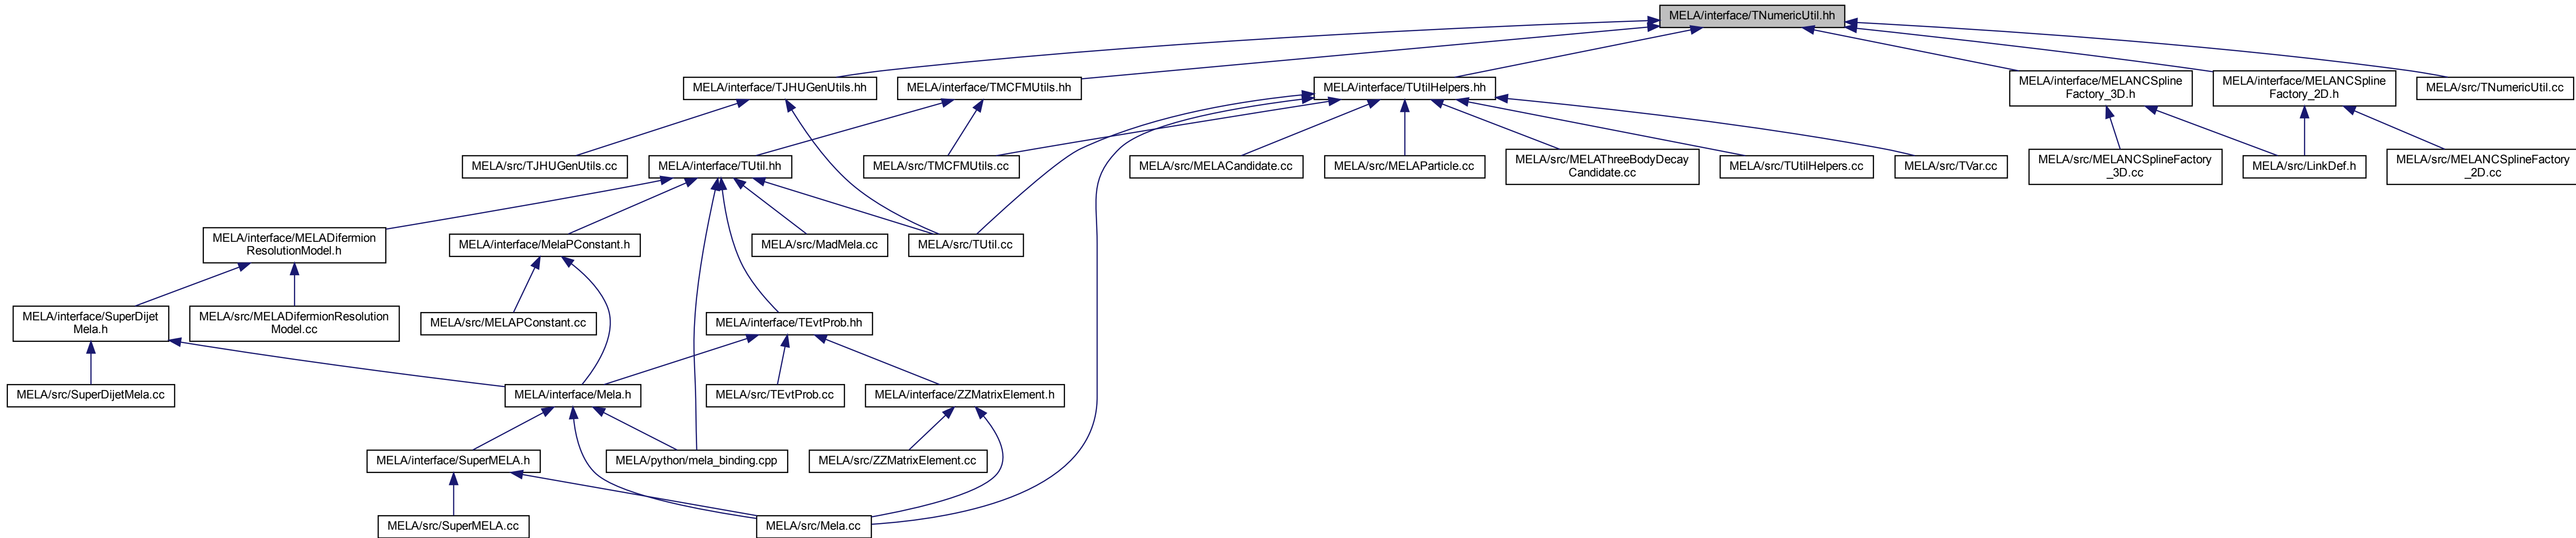 MELA/interface/TNumericUtil.hh
MELA/interface/TJHUGenUtils.hh
MELA/interface/TMCFMUtils.hh
MELA/interface/TUtilHelpers.hh
MELA/interface/MELANCSpline
Factory_3D.h
MELA/interface/MELANCSpline
Factory_2D.h
MELA/src/TNumericUtil.cc
MELA/src/TJHUGenUtils.cc
MELA/interface/TUtil.hh
MELA/src/TMCFMUtils.cc
MELA/src/MELACandidate.cc
MELA/src/MELAParticle.cc
MELA/src/MELAThreeBodyDecay
Candidate.cc
MELA/src/TUtilHelpers.cc
MELA/src/TVar.cc
MELA/src/MELANCSplineFactory
_3D.cc
MELA/src/LinkDef.h
MELA/src/MELANCSplineFactory
_2D.cc
MELA/interface/MELADifermion
ResolutionModel.h
MELA/interface/MelaPConstant.h
MELA/src/MadMela.cc
MELA/src/TUtil.cc
MELA/interface/SuperDijet
Mela.h
MELA/src/MELADifermionResolution
Model.cc
MELA/src/MELAPConstant.cc
MELA/interface/TEvtProb.hh
MELA/src/SuperDijetMela.cc
MELA/interface/Mela.h
MELA/src/TEvtProb.cc
MELA/interface/ZZMatrixElement.h
MELA/interface/SuperMELA.h
MELA/python/mela_binding.cpp
MELA/src/ZZMatrixElement.cc
MELA/src/SuperMELA.cc
MELA/src/Mela.cc